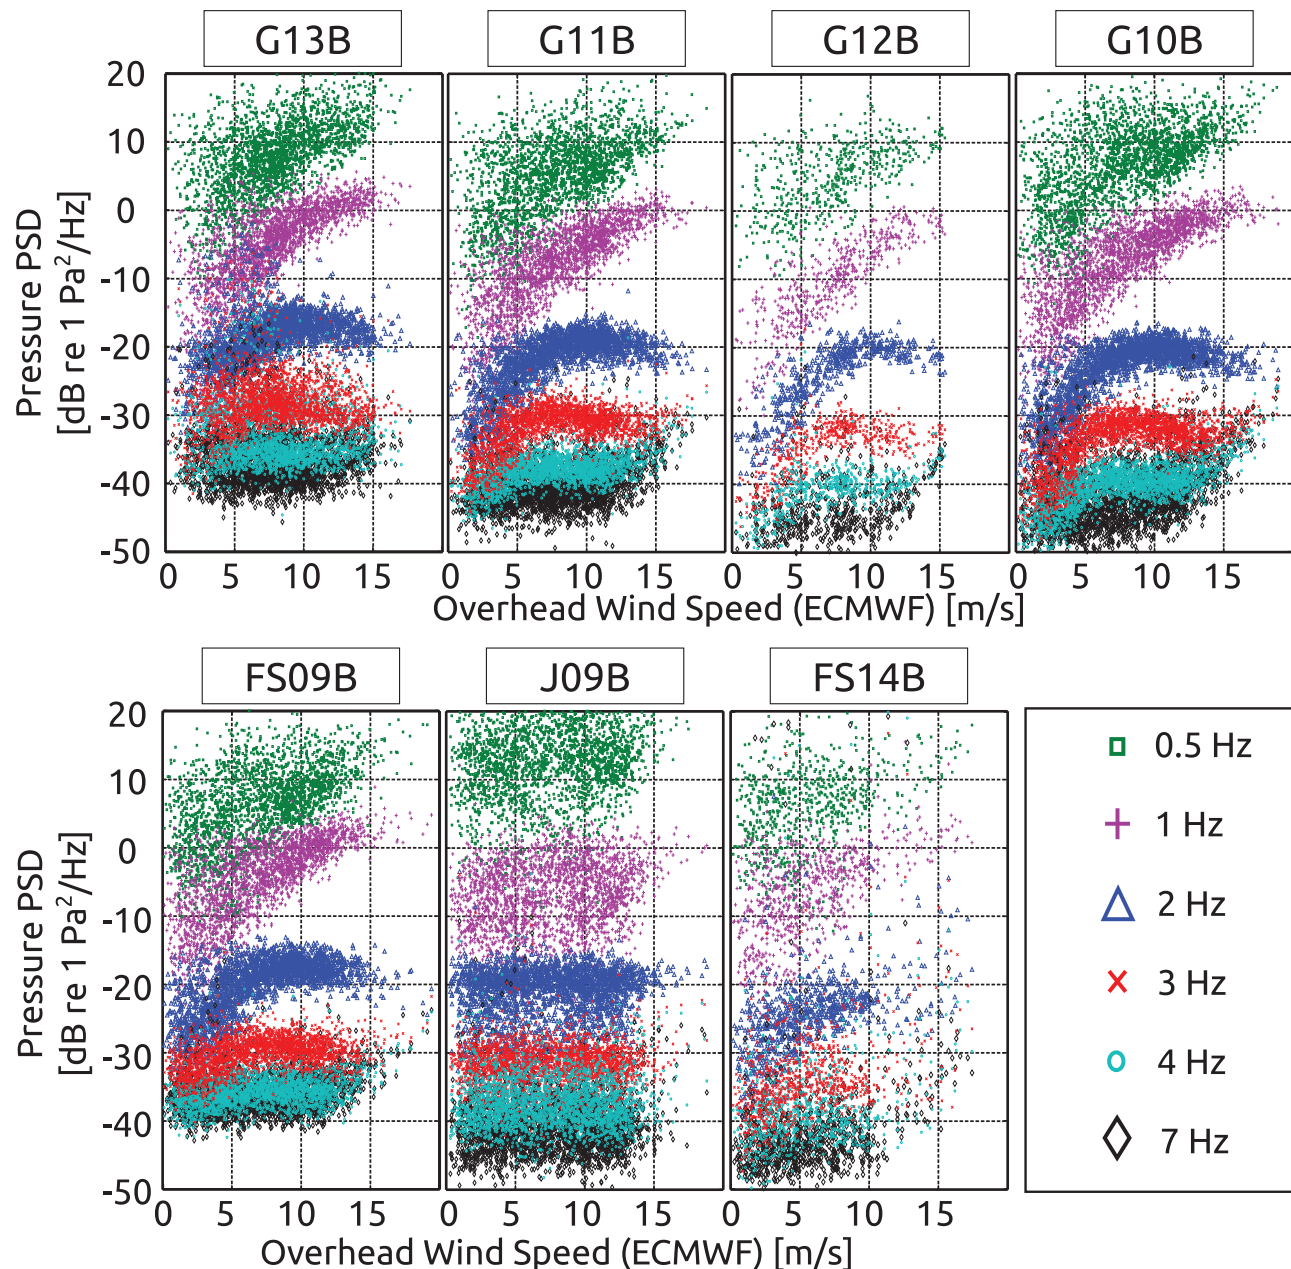 G13B G11B G12B G10B
Pressure PSD
[dB re 1 Pa²/Hz]
20
10
0
-10
-20
-30
-40
-50
0 5 10 15 0 5 10 15 0 5 10 15 0 5 10 15
Overhead Wind Speed (ECMWF) [m/s]
FS09B J09B FS14B
Pressure PSD
[dB re 1 Pa²/Hz]
20
10
0
-10
-20
-30
-40
-50
0 5 10 15 0 5 10 15 0 5 10 15
Overhead Wind Speed (ECMWF) [m/s]
0.5 Hz
1 Hz
2 Hz
3 Hz
4 Hz
7 Hz